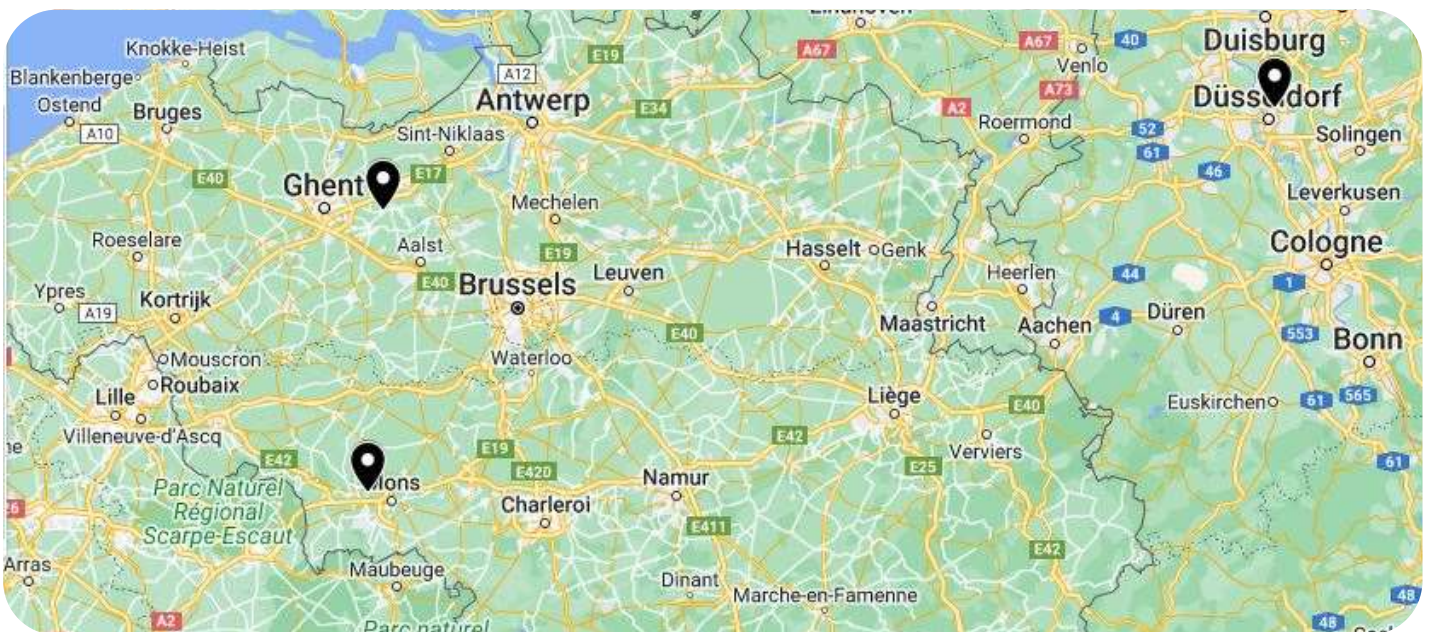 Knokke-Heist
Blankenberge
Ostend
Bruges
A10
A12
Antwerp
E19
E34
Sint-Niklaas
A67
A67
40
Duisburg
Venlo
A73
A2
Roermond
52
61
Düsseldorf
Solingen
46
Leverkusen
Cologne
E40
Ghent
E17
Mechelen
Roeselare
Aalst
E19
Hasselt
Genk
Heerlen
44
1
E40
Brussels
Leuven
Ypres
A19
Kortrijk
Maastricht
Aachen
4
Düren
553
Bonn
E40
Mouscron
Waterloo
Roubaix
Lille
Villeneuve-d'Ascq
Liège
E40
Euskirchen
61
565
E42
E19
E42
Verviers
61
E420
E25
Parc Naturel
Régional
Scarpe-Escaut
Namur
Charleroi
E411
E42
Arras
Maubeuge
Dinant
Marche-en-Famenne
48
48
A2
Parc naturel